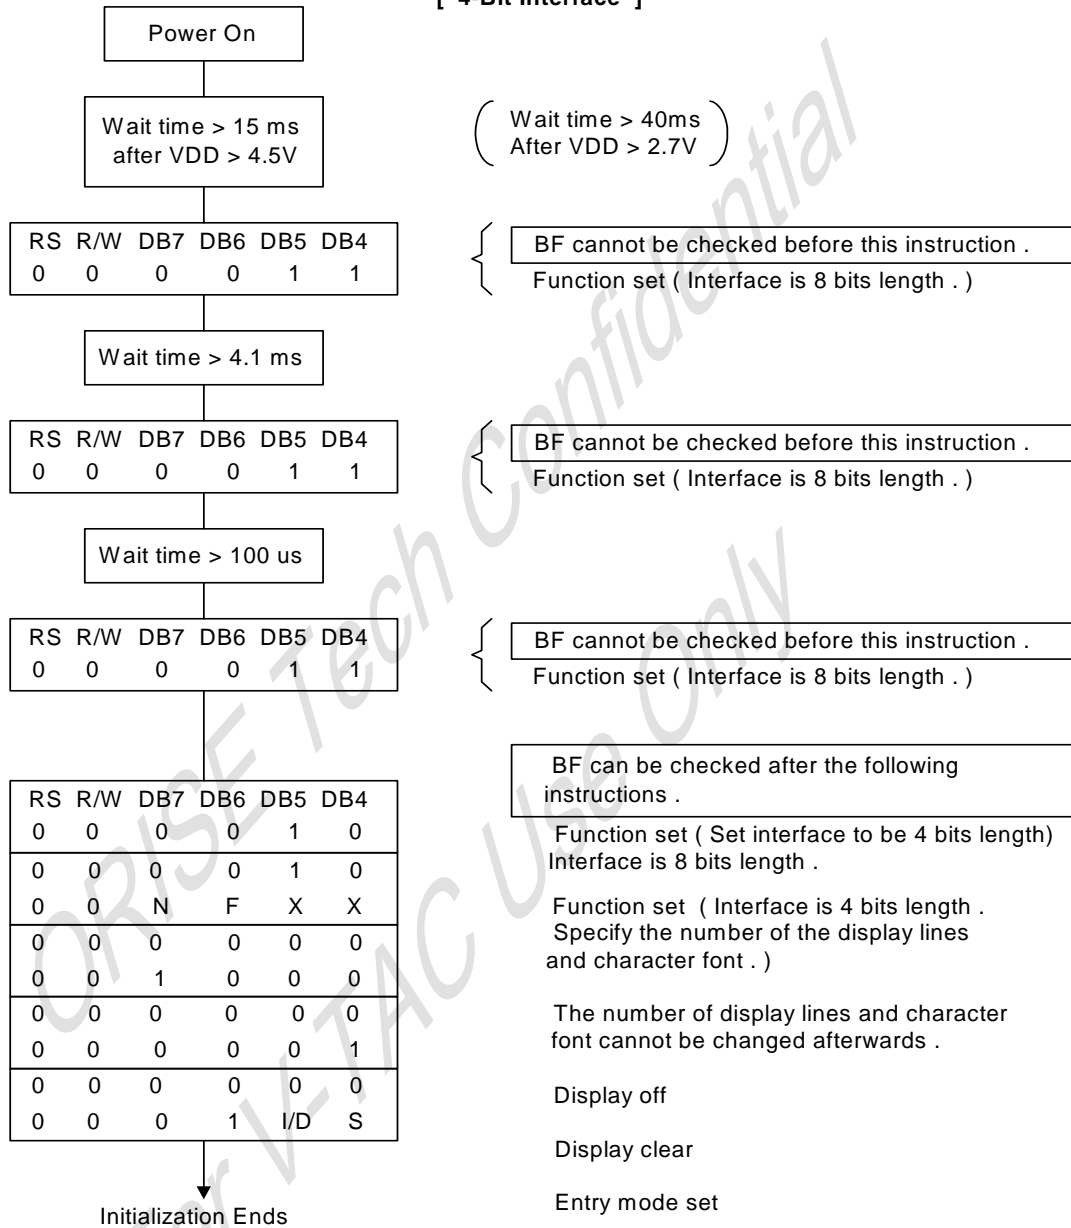 [ 4-Bit Interface ]
Power On
Wait time > 15 ms
after VDD > 4.5V
Wait time > 40ms
After VDD > 2.7V
RS R/W DB7 DB6 DB5 DB4
0 0 0 0 1 1
BF cannot be checked before this instruction .
Function set ( Interface is 8 bits length . )
Wait time > 4.1 ms
RS R/W DB7 DB6 DB5 DB4
0 0 0 0 1 1
BF cannot be checked before this instruction .
Function set ( Interface is 8 bits length . )
Wait time > 100 us
RS R/W DB7 DB6 DB5 DB4
0 0 0 0 1 1
BF cannot be checked before this instruction .
Function set ( Interface is 8 bits length . )
RS R/W DB7 DB6 DB5 DB4
0 0 0 0 1 0
0 0 0 0 1 0
0 0 N F X X
0 0 0 0 0 0
0 0 1 0 0 0
0 0 0 0 0 0
0 0 0 0 0 1
0 0 0 0 0 0
0 0 0 1 I/D S
BF can be checked after the following
instructions .
Function set ( Set interface to be 4 bits length)
Interface is 8 bits length .
Function set ( Interface is 4 bits length .
Specify the number of the display lines
and character font . )
The number of display lines and character
font cannot be changed afterwards .
Display off
Display clear
Entry mode set
Initialization Ends
ORISE Tech Confidential
For V-TAC Use Only